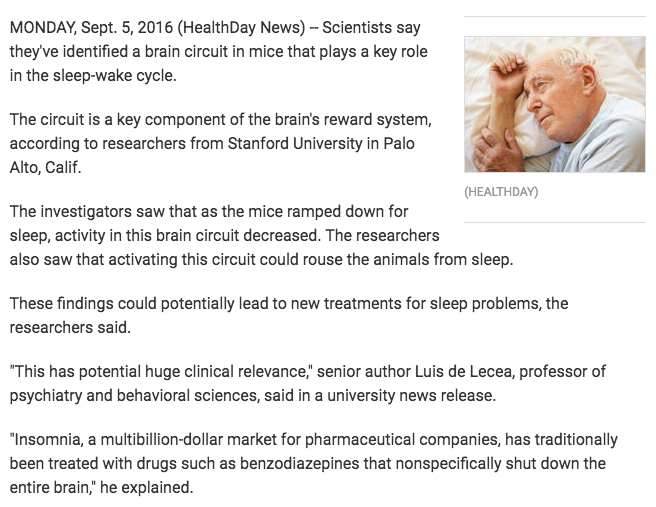 MONDAY, Sept. 5, 2016 (HealthDay News) -- Scientists say
they've identified a brain circuit in mice that plays a key role
in the sleep-wake cycle.
The circuit is a key component of the brain's reward system,
according to researchers from Stanford University in Palo
Alto, Calif.
(HEALTHDAY)
The investigators saw that as the mice ramped down for
sleep, activity in this brain circuit decreased. The researchers
also saw that activating this circuit could rouse the animals from sleep.
These findings could potentially lead to new treatments for sleep problems, the
researchers said.
"This has potential huge clinical relevance," senior author Luis de Lecea, professor of
psychiatry and behavioral sciences, said in a university news release.
"Insomnia, a multibillion-dollar market for pharmaceutical companies, has traditionally
been treated with drugs such as benzodiazepines that nonspecifically shut down the
entire brain," he explained.